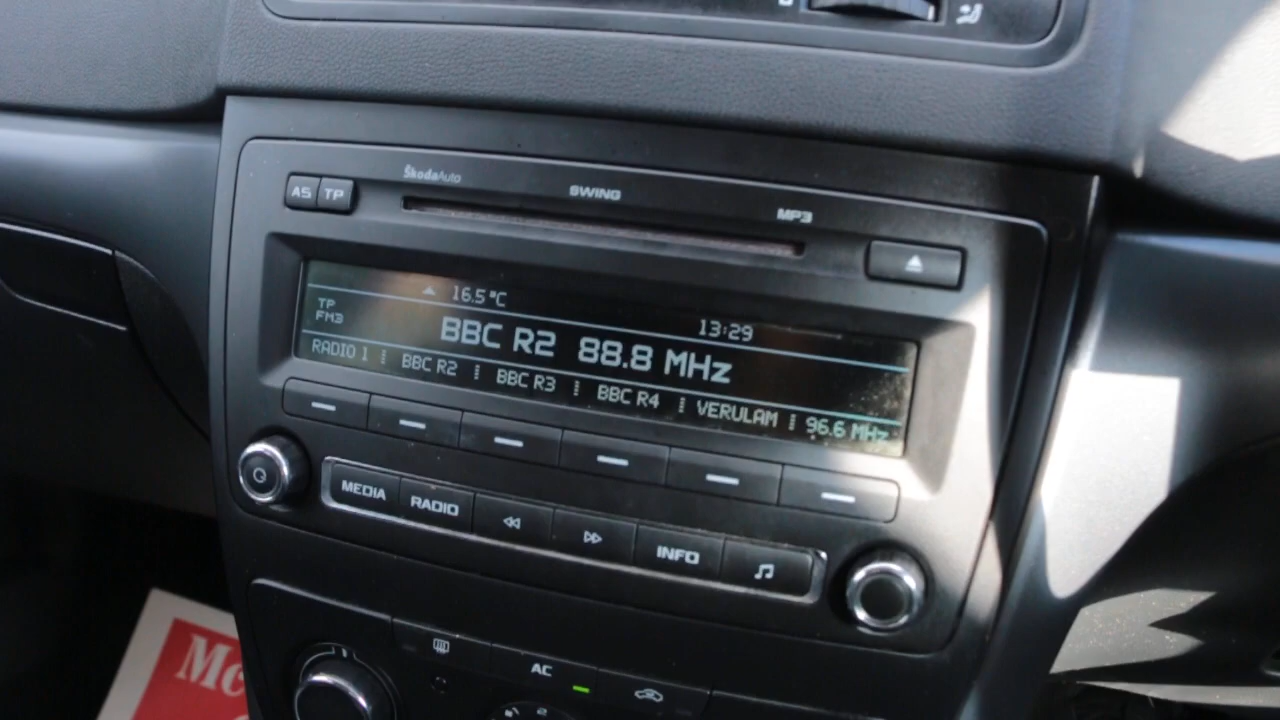 ŠkodaAuto
SWING
MP3
AS TP
16.5°C
13:29
TP
FM3
BBC R2 88.8 MHz
RADIO 1 BBC R2 BBC R3 BBC R4 VERULAM 96.6 MHz
MEDIA RADIO INFO
AC
Mc